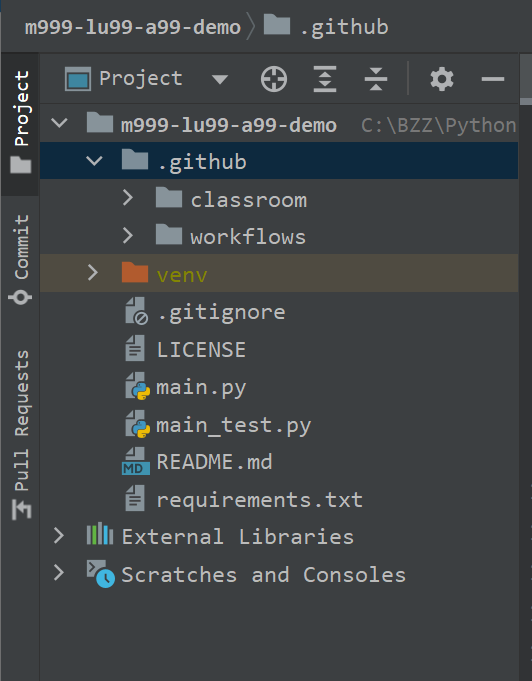 m999-lu99-a99-demo .github
Project
Project
Commit
Pull Requests
m999-lu99-a99-demo C:\BZZ\Python
.github
classroom
workflows
venv
.gitignore
LICENSE
main.py
main_test.py
MD README.md
requirements.txt
External Libraries
Scratches and Consoles